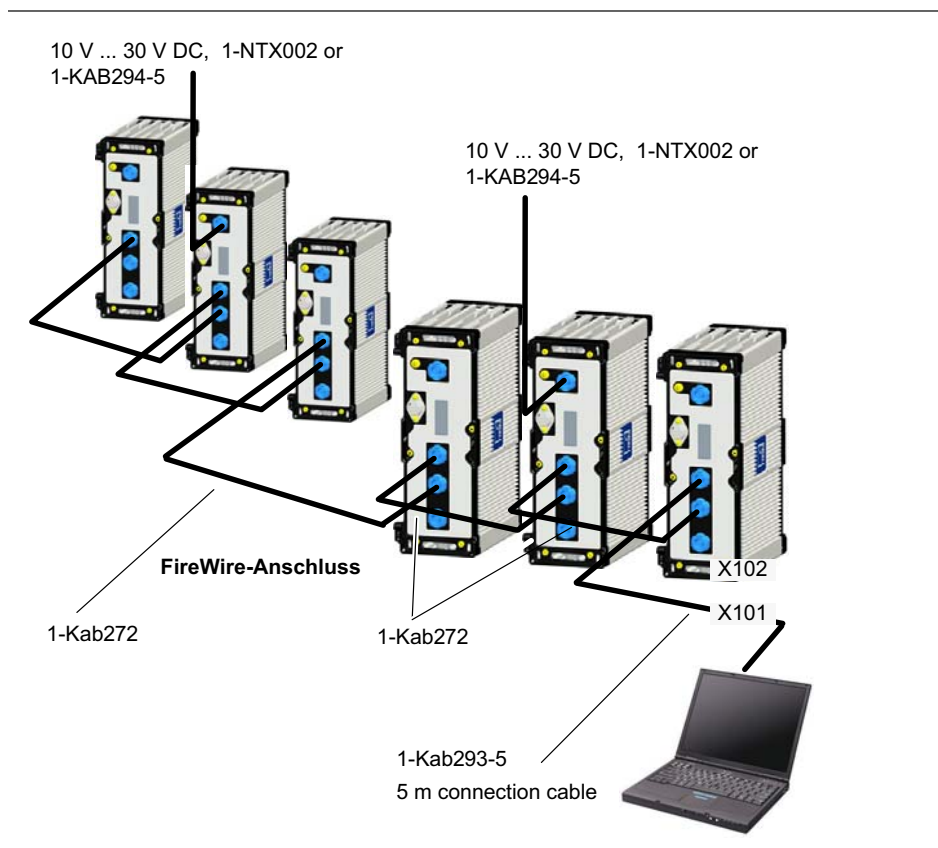 10 V ... 30 V DC, 1-NTX002 or
1-KAB294-5
10 V ... 30 V DC, 1-NTX002 or
1-KAB294-5
FireWire-Anschluss
X102
X101
1-Kab272
1-Kab272
1-Kab293-5
5 m connection cable